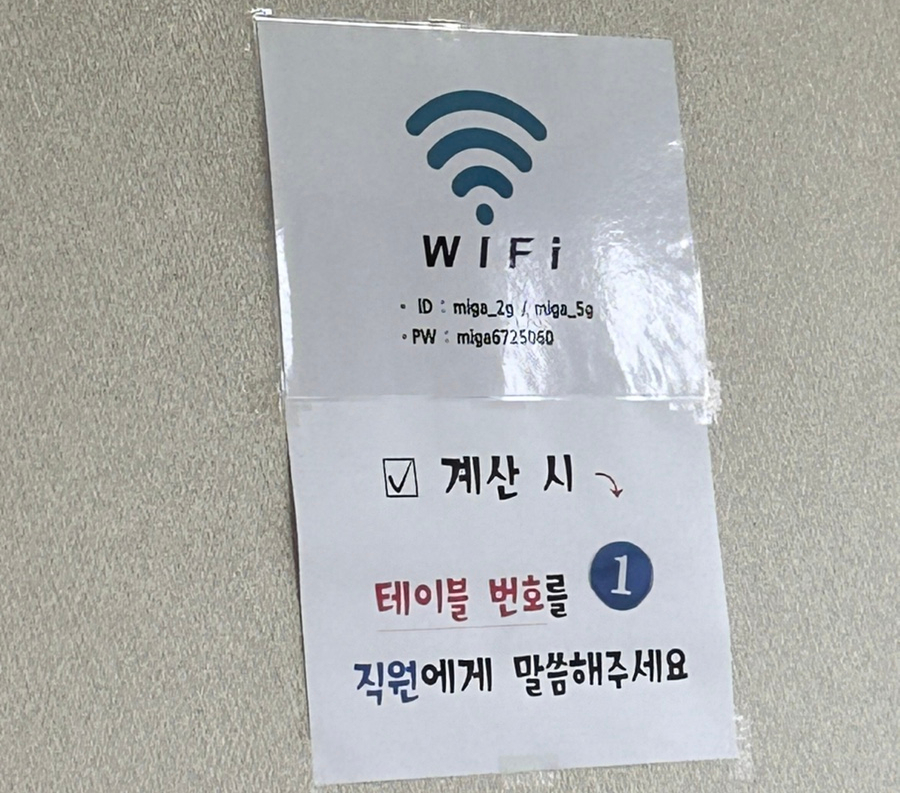 WIFi
• ID : miga_2g / miga_5g
• PW : miga6725060
☑ 계산 시
테이블 번호를 1
직원에게 말씀해주세요